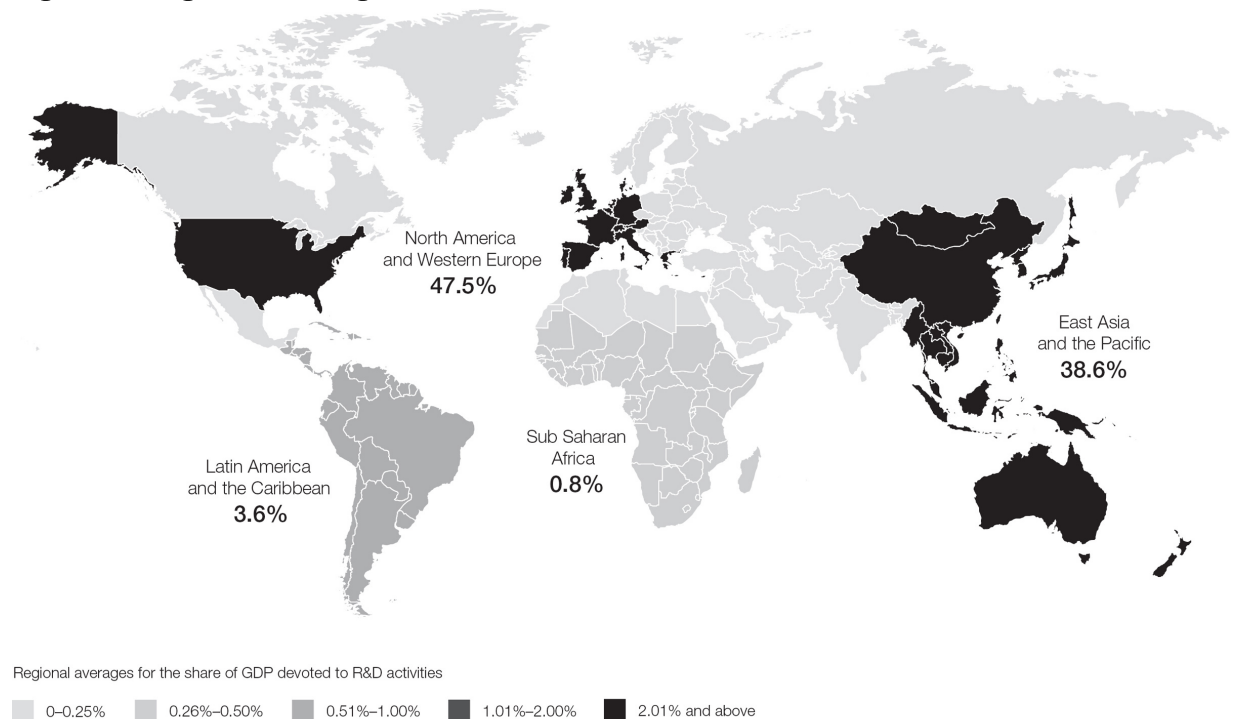 North America
and Western Europe
47.5%
East Asia
and the Pacific
38.6%
Sub Saharan
Africa
0.8%
Latin America
and the Caribbean
3.6%
Regional averages for the share of GDP devoted to R&D activities
0–0.25%
0.26%–0.50%
0.51%–1.00%
1.01%–2.00%
2.01% and above